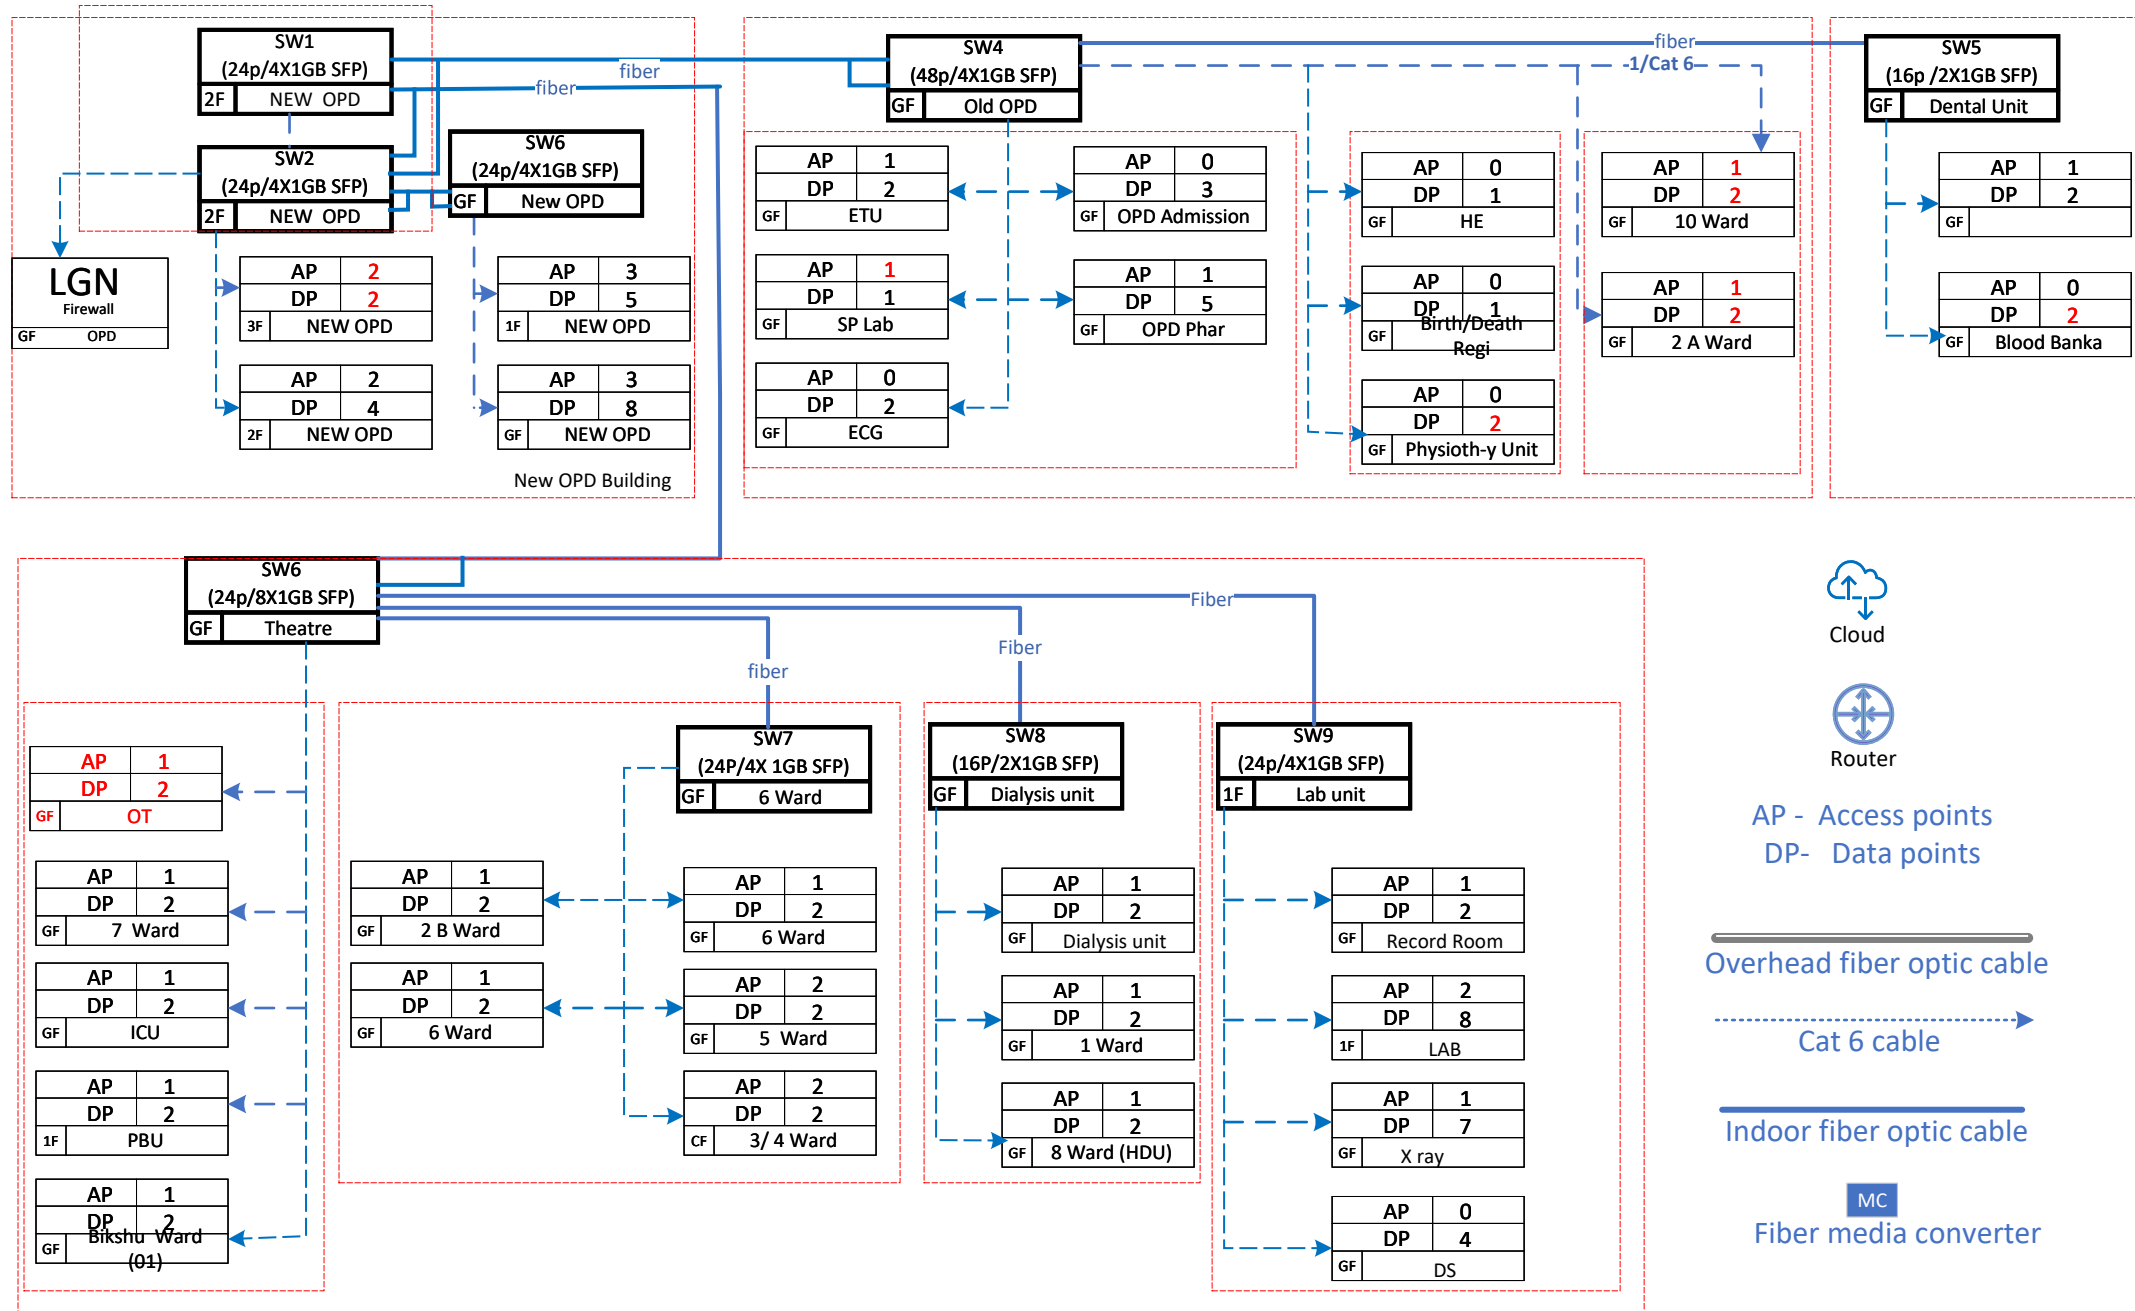 SW1
(24p/4X1GB SFP)
2F NEW OPD
SW2
(24p/4X1GB SFP)
2F NEW OPD
SW6
(24p/4X1GB SFP)
GF New OPD
fiber
fiber
LGN
Firewall
GF OPD
AP 2
DP 2
3F NEW OPD
AP 2
DP 4
2F NEW OPD
AP 3
DP 5
1F NEW OPD
AP 3
DP 8
GF NEW OPD
New OPD Building
SW4
(48p/4X1GB SFP)
GF Old OPD
fiber
1/Cat 6
AP 1
DP 2
GF ETU
AP 1
DP 1
GF SP Lab
AP 0
DP 2
GF ECG
AP 0
DP 3
GF OPD Admission
AP 1
DP 5
GF OPD Phar
AP 0
DP 1
GF HE
AP 0
DP 1
GF Birth/Death
Regi
AP 0
DP 2
GF Physioth-y Unit
AP 1
DP 2
GF 10 Ward
AP 1
DP 2
GF 2 A Ward
SW5
(16p /2X1GB SFP)
GF Dental Unit
AP 1
DP 2
GF
AP 0
DP 2
GF Blood Banka
SW6
(24p/8X1GB SFP)
GF Theatre
fiber
Fiber
Fiber
AP 1
DP 2
GF OT
AP 1
DP 2
GF 7 Ward
AP 1
DP 2
GF ICU
AP 1
DP 2
1F PBU
AP 1
DP 2
GF Bikshu Ward
(01)
SW7
(24P/4X 1GB SFP)
GF 6 Ward
AP 1
DP 2
GF 2 B Ward
AP 1
DP 2
GF 6 Ward
AP 1
DP 2
GF 6 Ward
AP 2
DP 2
GF 5 Ward
AP 2
DP 2
CF 3/ 4 Ward
SW8
(16P/2X1GB SFP)
GF Dialysis unit
AP 1
DP 2
GF Dialysis unit
AP 1
DP 2
GF 1 Ward
AP 1
DP 2
GF 8 Ward (HDU)
SW9
(24p/4X1GB SFP)
1F Lab unit
AP 1
DP 2
GF Record Room
AP 2
DP 8
1F LAB
AP 1
DP 7
GF X ray
AP 0
DP 4
GF DS
Cloud
Router
AP - Access points
DP- Data points
Overhead fiber optic cable
Cat 6 cable
Indoor fiber optic cable
MC
Fiber media converter